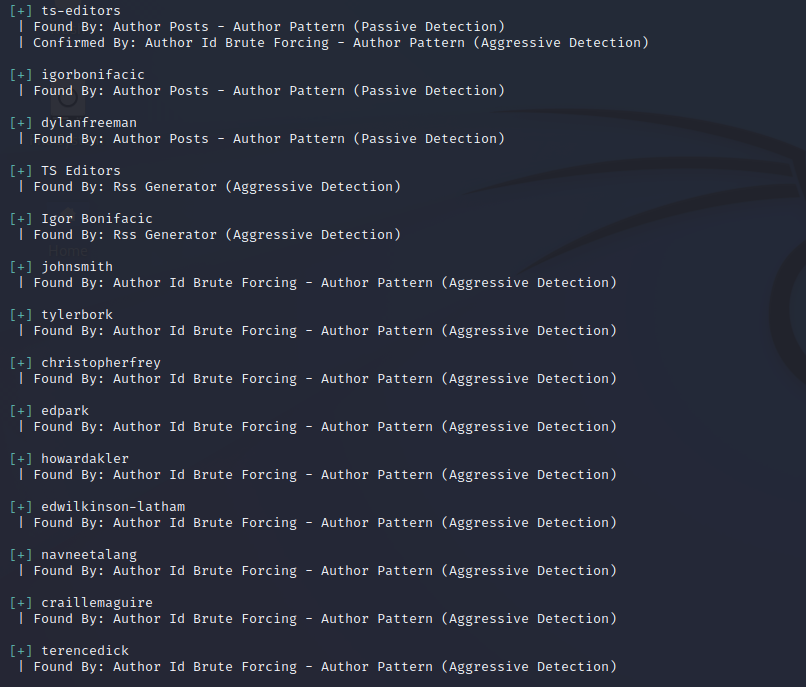 [+] ts-editors
| Found By: Author Posts - Author Pattern (Passive Detection)
| Confirmed By: Author Id Brute Forcing - Author Pattern (Aggressive Detection)
[+] igorbonifacic
| Found By: Author Posts - Author Pattern (Passive Detection)
[+] dylanfreeman
| Found By: Author Posts - Author Pattern (Passive Detection)
[+] TS Editors
| Found By: Rss Generator (Aggressive Detection)
[+] Igor Bonifacic
| Found By: Rss Generator (Aggressive Detection)
Home
[+] johnsmith
| Found By: Author Id Brute Forcing - Author Pattern (Aggressive Detection)
[+] tylerbork
| Found By: Author Id Brute Forcing - Author Pattern (Aggressive Detection)
[+] christopherfrey
| Found By: Author Id Brute Forcing - Author Pattern (Aggressive Detection)
[+] edpark
| Found By: Author Id Brute Forcing - Author Pattern (Aggressive Detection)
[+] howardakler
| Found By: Author Id Brute Forcing - Author Pattern (Aggressive Detection)
[+] edwilkinson-latham
| Found By: Author Id Brute Forcing - Author Pattern (Aggressive Detection)
[+] navneetalang
| Found By: Author Id Brute Forcing - Author Pattern (Aggressive Detection)
[+] craillemaguire
| Found By: Author Id Brute Forcing - Author Pattern (Aggressive Detection)
[+] terencedick
| Found By: Author Id Brute Forcing - Author Pattern (Aggressive Detection)